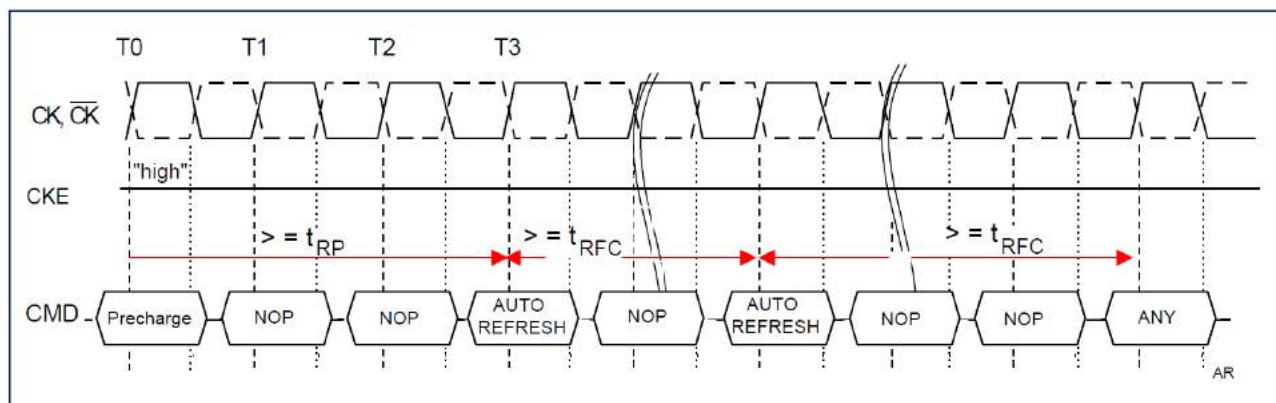 T0 T1 T2 T3
CK, CK
"high"
CKE
> = tRP > = tRFC > = tRFC
CMD Precharge NOP NOP AUTO REFRESH NOP AUTO REFRESH NOP NOP ANY
AR